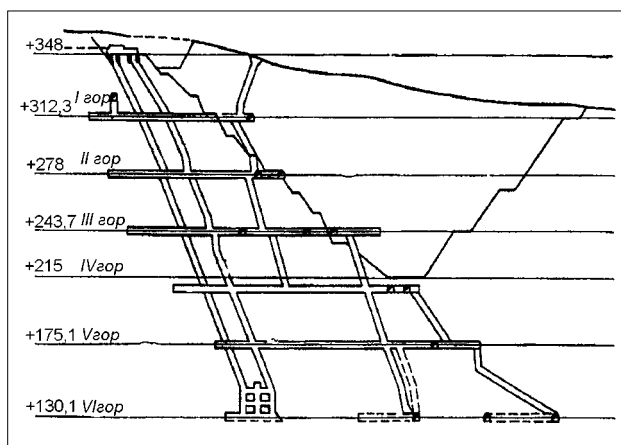 +348
+312,3 I гор
+278 II гор
+243,7 III гор
+215 IVгор
+175,1 Vгор
+130,1 VIгор